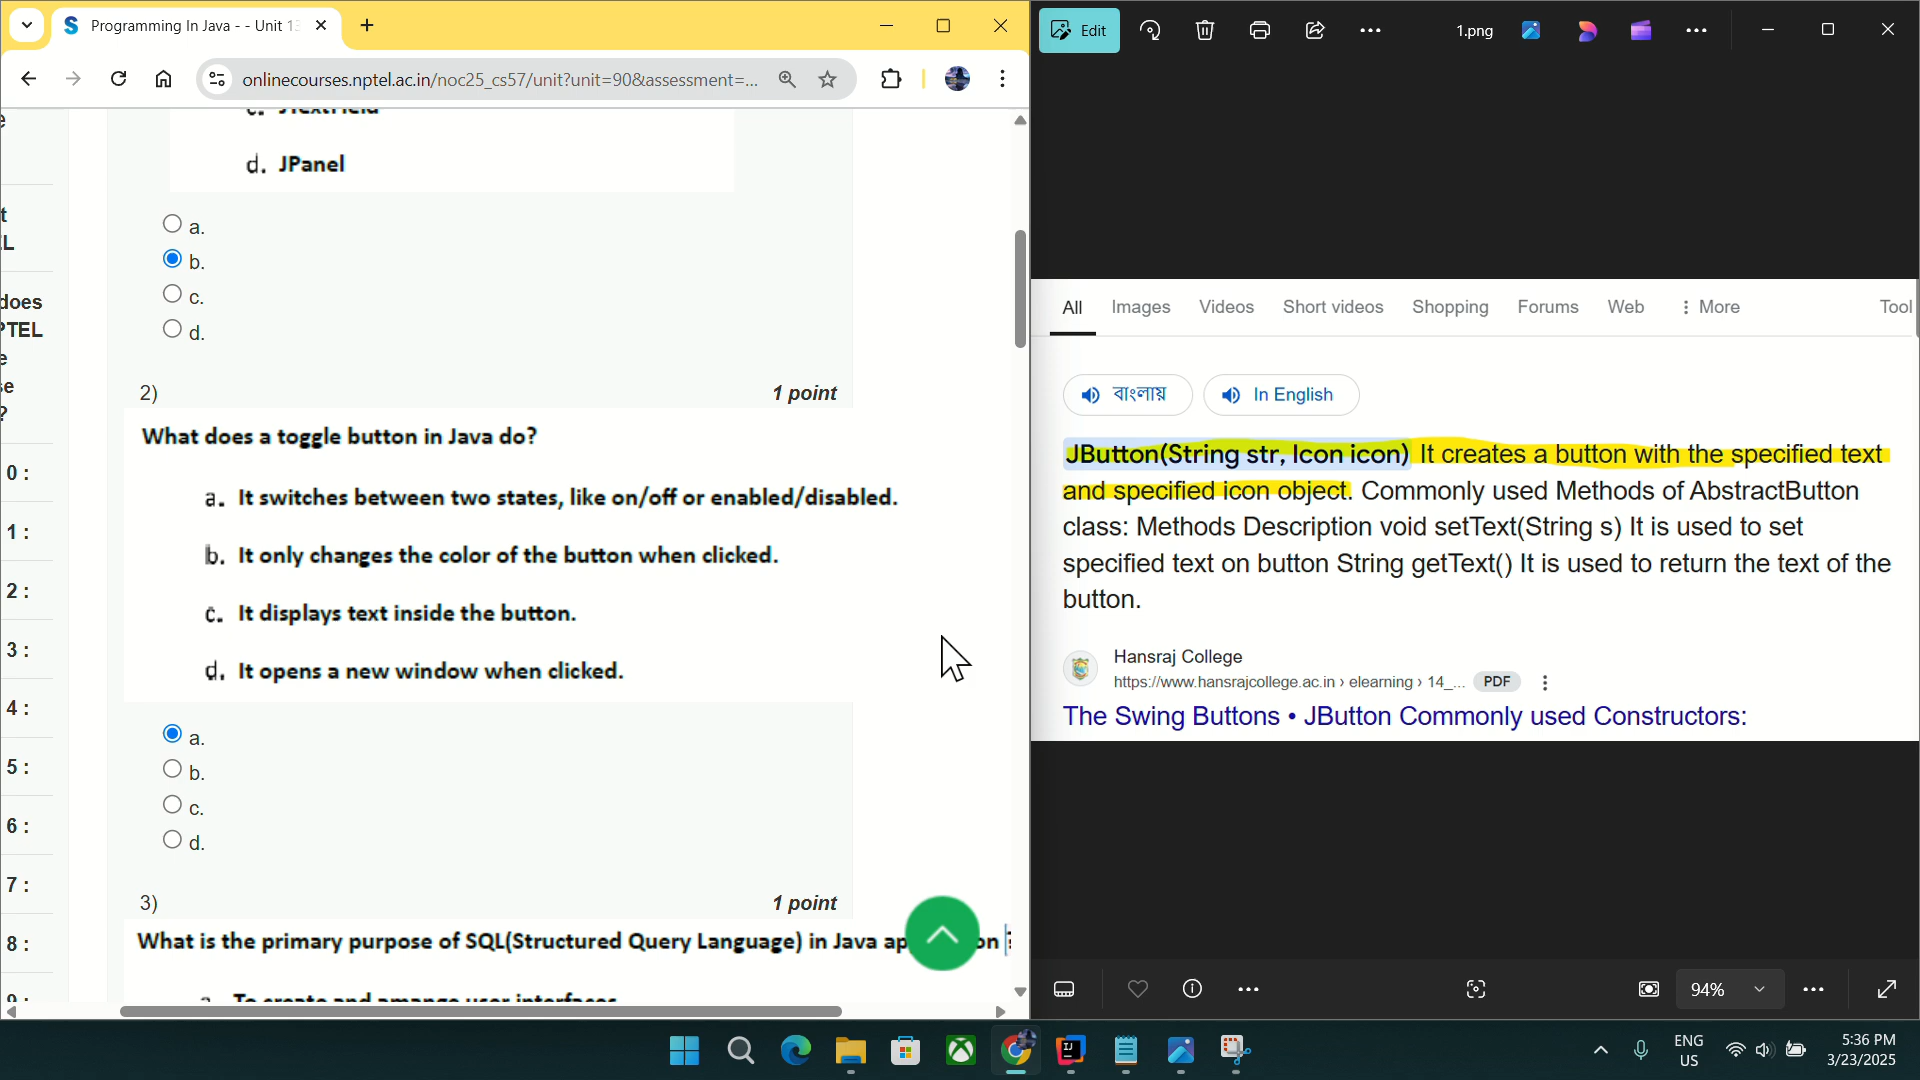 Programming In Java - - Unit 13
onlinecourses.nptel.ac.in/noc25_cs57/unit?unit=90&assessment=...
d. JPanel
a.
b.
c.
d.
2)
1 point
What does a toggle button in Java do?
a. It switches between two states, like on/off or enabled/disabled.
b. It only changes the color of the button when clicked.
c. It displays text inside the button.
d. It opens a new window when clicked.
a.
b.
c.
d.
3)
1 point
What is the primary purpose of SQL(Structured Query Language) in Java ap on ?
t
L
does
PTEL
e
se
?
0 :
1 :
2 :
3 :
4 :
5 :
6 :
7 :
8 :
Edit
1.png
All Images Videos Short videos Shopping Forums Web More Tool
বাংলায় In English
JButton(String str, Icon icon) It creates a button with the specified text
and specified icon object. Commonly used Methods of AbstractButton
class: Methods Description void setText(String s) It is used to set
specified text on button String getText() It is used to return the text of the
button.
Hansraj College
https://www.hansrajcollege.ac.in › elearning › 14_... PDF
The Swing Buttons • JButton Commonly used Constructors:
94%
ENG
US
5:36 PM
3/23/2025